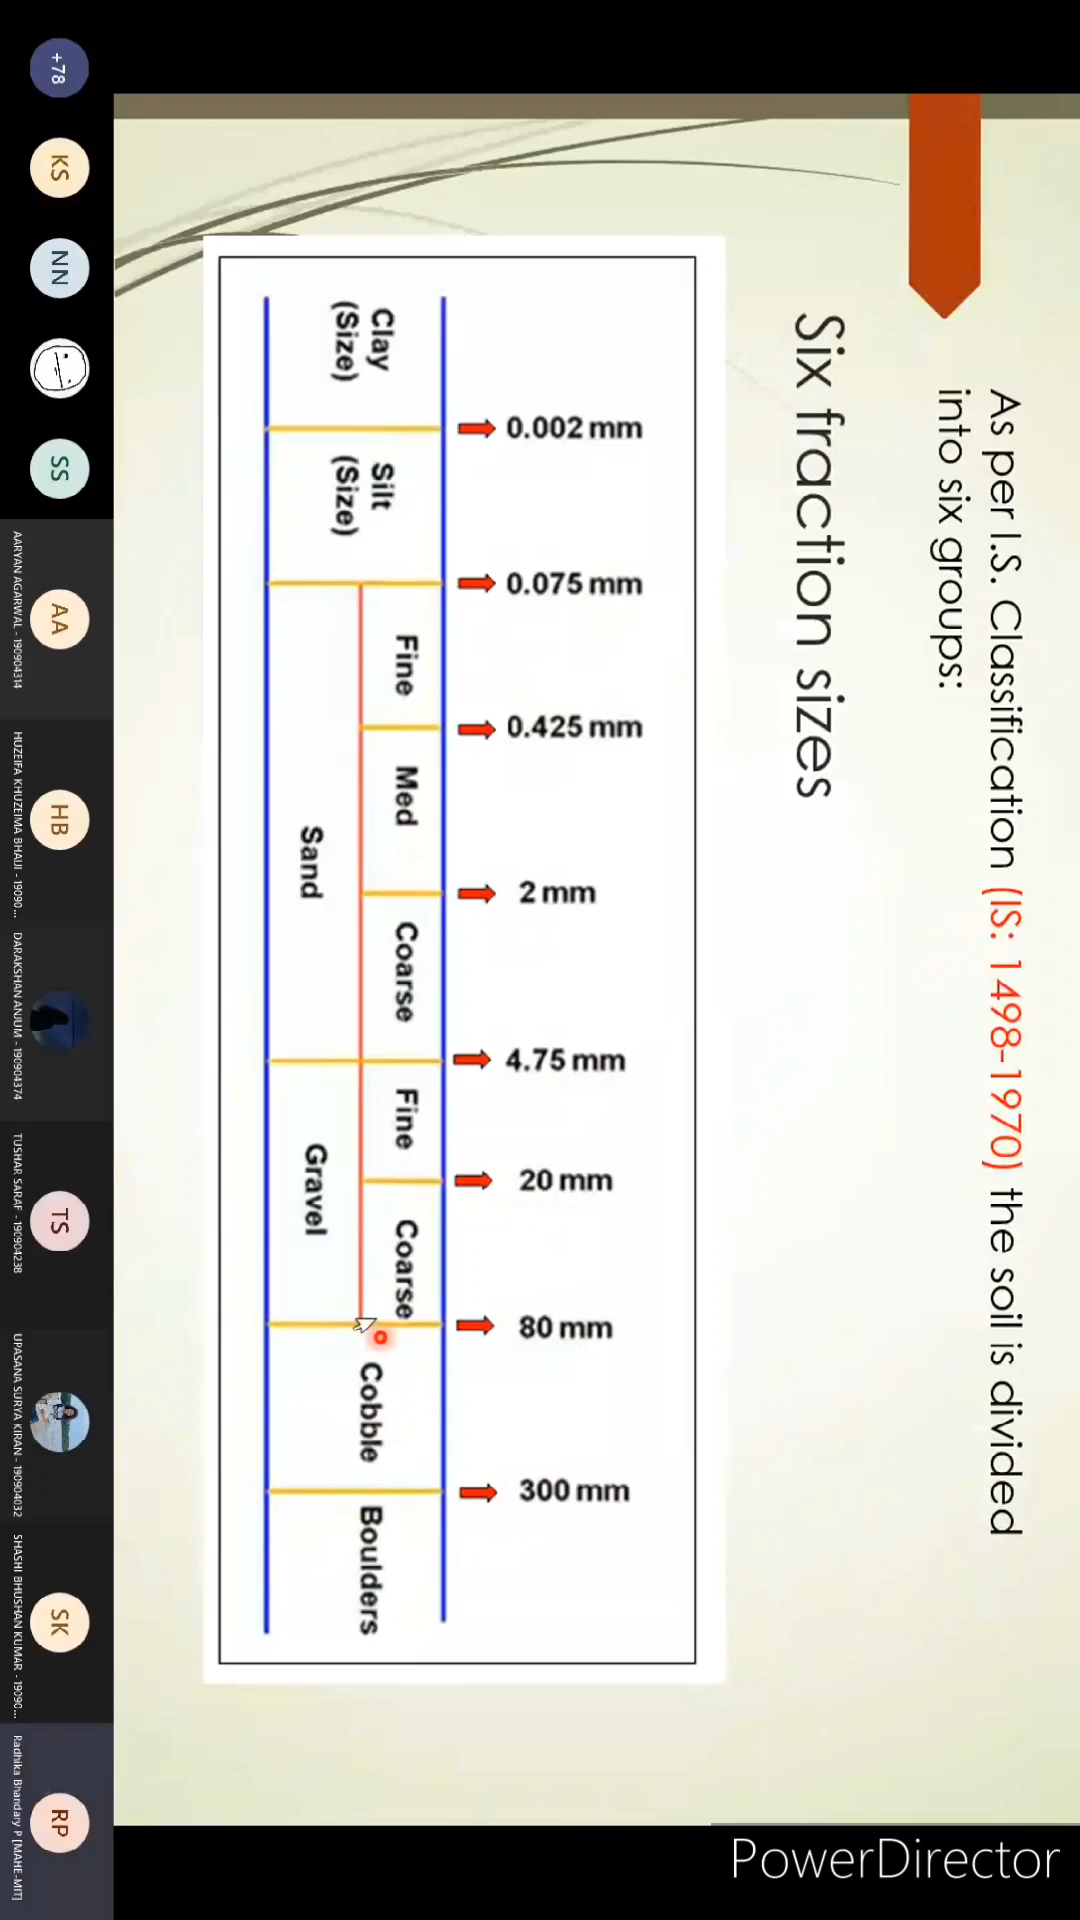 As per I.S. Classification (IS: 1498-1970) the soil is divided
into six groups:
Six fraction sizes
0.002 mm
0.075 mm
0.425 mm
2 mm
4.75 mm
20 mm
80 mm
300 mm
Clay
(Size)
Silt
(Size)
Fine
Med
Coarse
Fine
Coarse
Cobble
Boulders
Sand
Gravel
+78
KS
NN
SS
AA
AARYAN AGARWAL - 190904314
HB
HUZEIFA KHUZEIMA BHAIJI - 19090...
DARAKSHAN ANJUM - 190904374
TS
TUSHAR SARAF - 190904238
UPASANA SURYA KIRAN - 190904032
SK
SHASHI BHUSHAN KUMAR - 19090...
RP
Radhika Bhandary P [MAHE-MIT]
PowerDirector